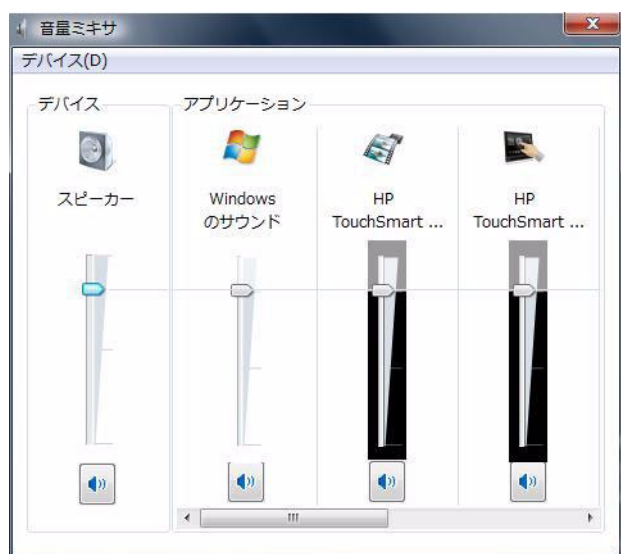 音量ミキサ
デバイス(D)
デバイス
アプリケーション
スピーカー
Windows
のサウンド
HP
TouchSmart ...
HP
TouchSmart ...